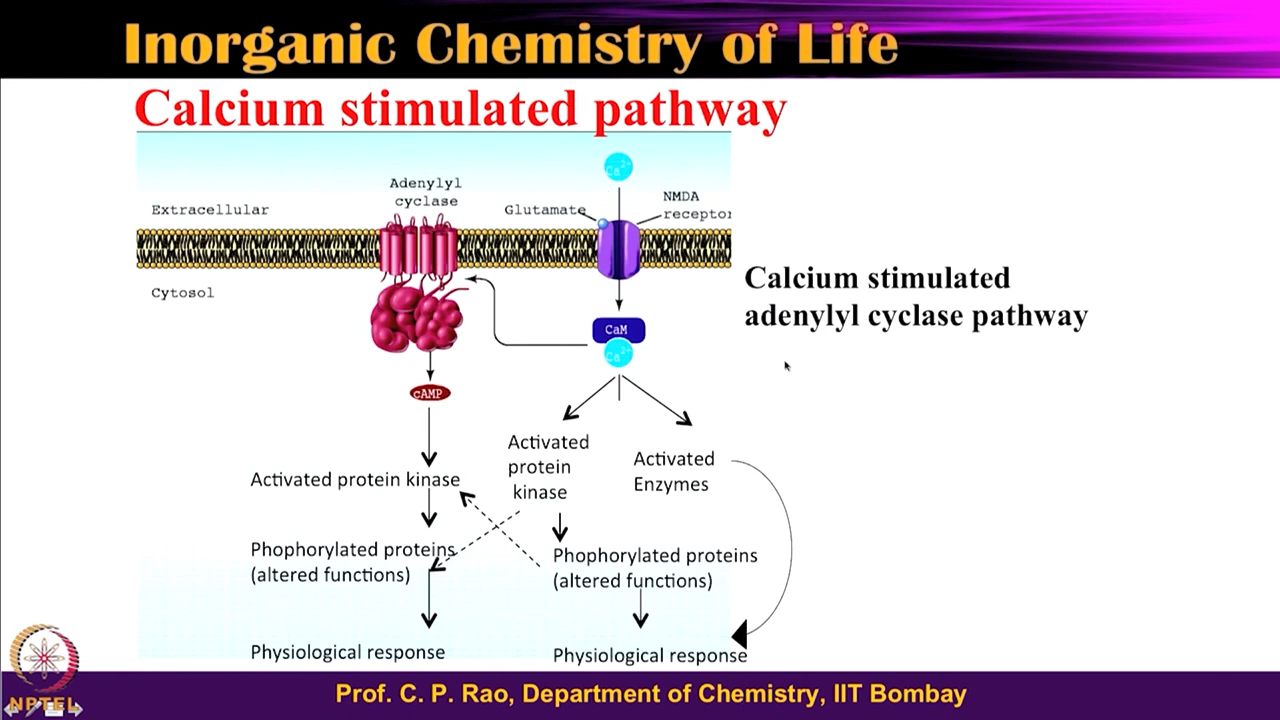 Inorganic Chemistry of Life
Calcium stimulated pathway
Ca2+
Adenylyl
cyclase
Extracellular
Glutamate
NMDA
receptor
Cytosol
Calcium stimulated
adenylyl cyclase pathway
CaM
Ca2+
cAMP
Activated
protein
kinase
Activated
Enzymes
Activated protein kinase
Phophorylated proteins
(altered functions)
Phophorylated proteins
(altered functions)
Physiological response
Physiological response
NPTEL
Prof. C. P. Rao, Department of Chemistry, IIT Bombay